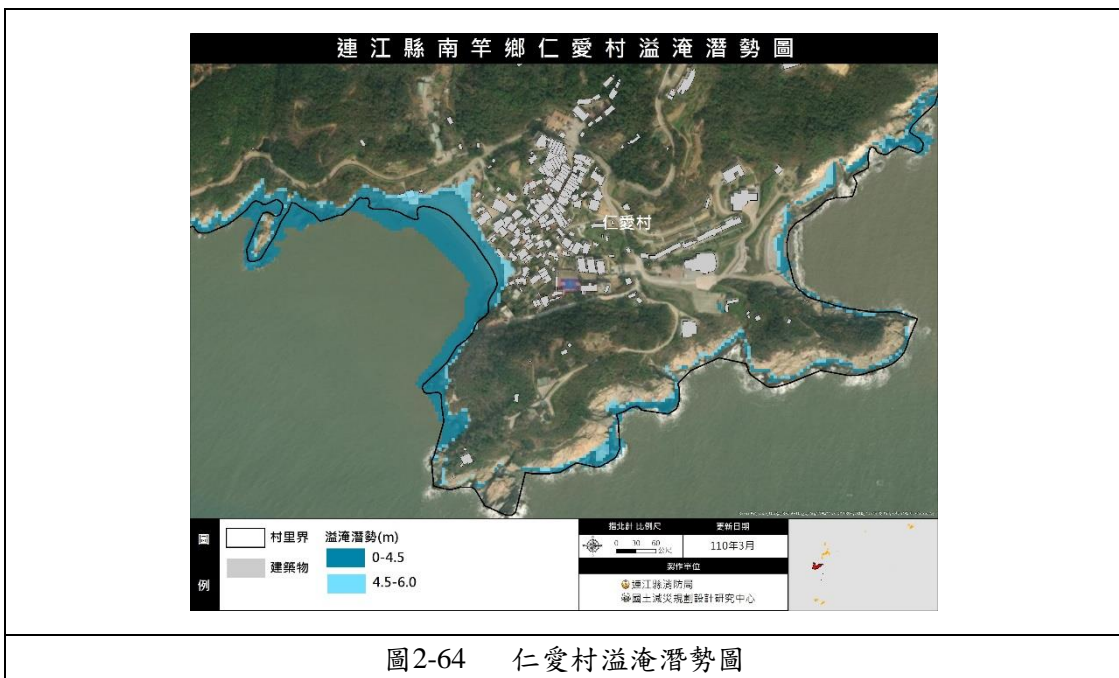 連江縣南竿鄉仁愛村溢淹潛勢圖
仁愛村
圖例
村里界
建築物
溢淹潛勢(m)
0-4.5
4.5-6.0
指北針 比例尺
0 30 60
公尺
更新日期
110年3月
製作單位
連江縣消防局
國土減災規劃設計研究中心
圖2-64 仁愛村溢淹潛勢圖